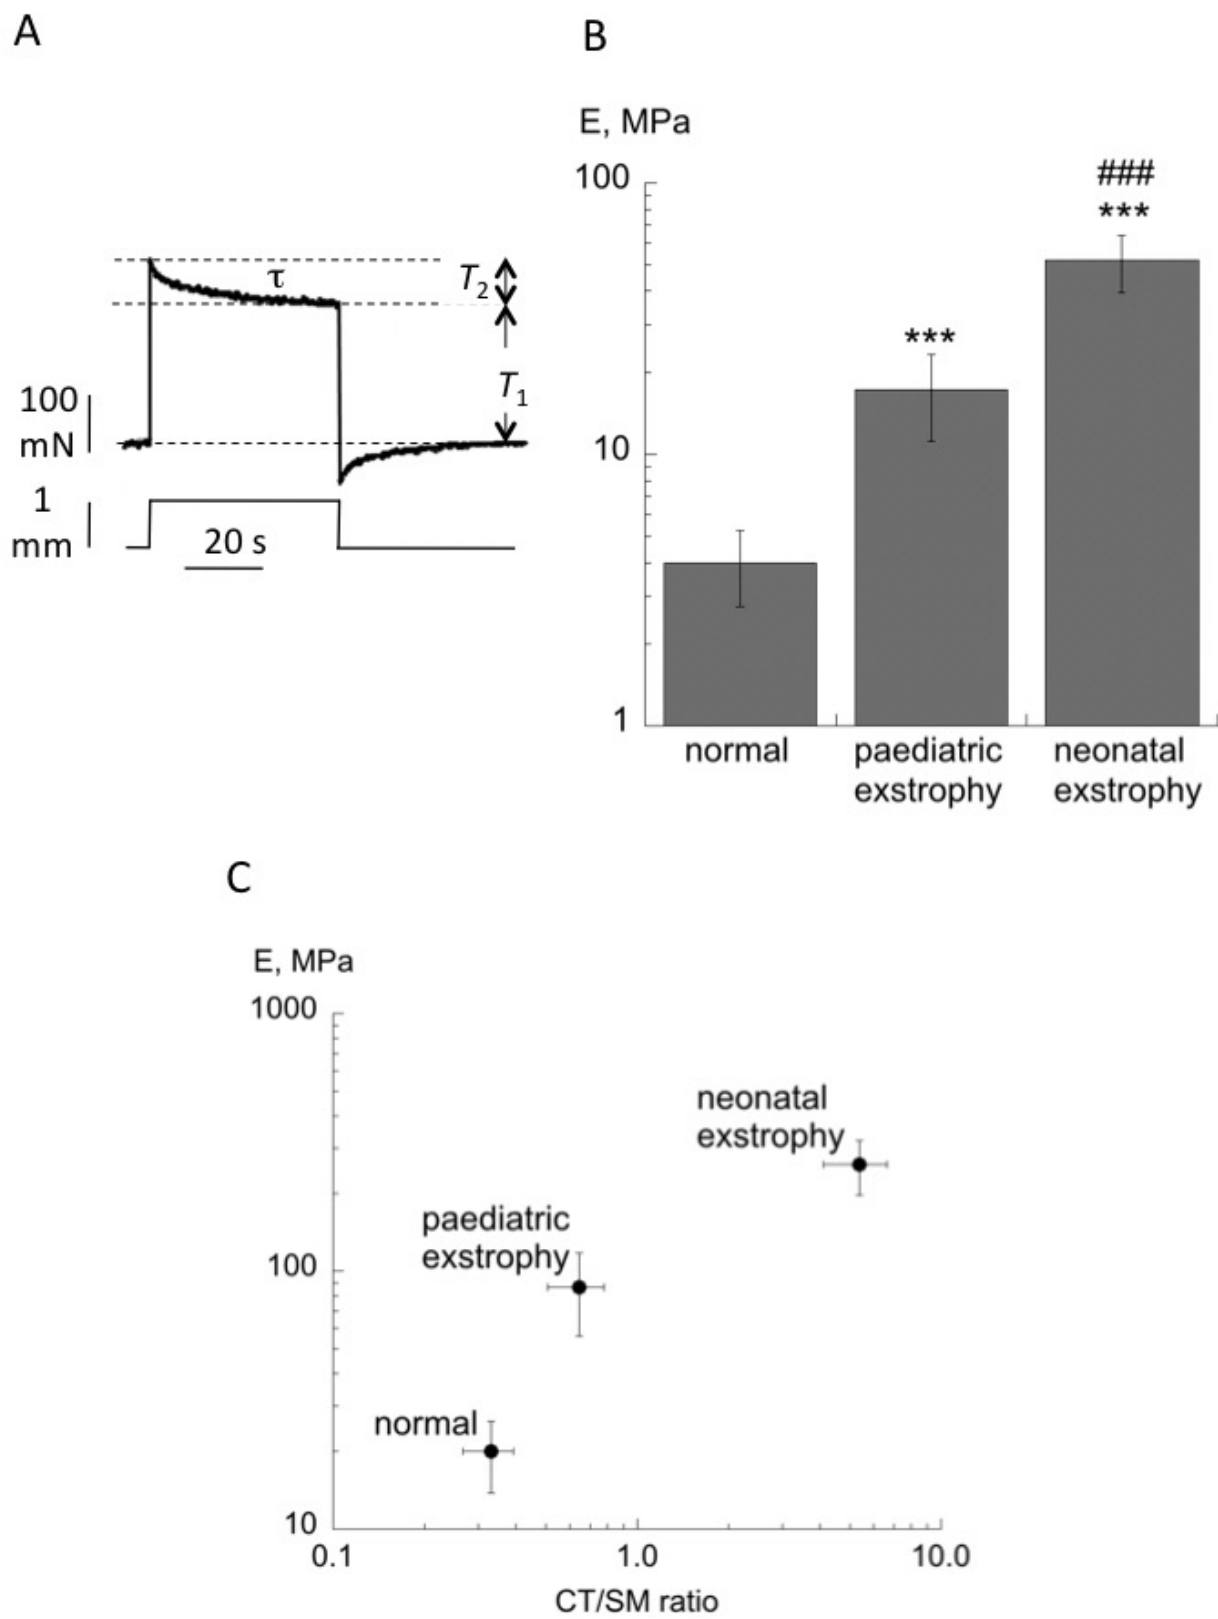 A
B
E, MPa
100
###
***
***
10
1
normal
paediatric
exstrophy
neonatal
exstrophy
τ
T2
T1
100
mN
1
mm
20 s
C
E, MPa
1000
neonatal
exstrophy
paediatric
exstrophy
100
normal
10
0.1
1.0
10.0
CT/SM ratio